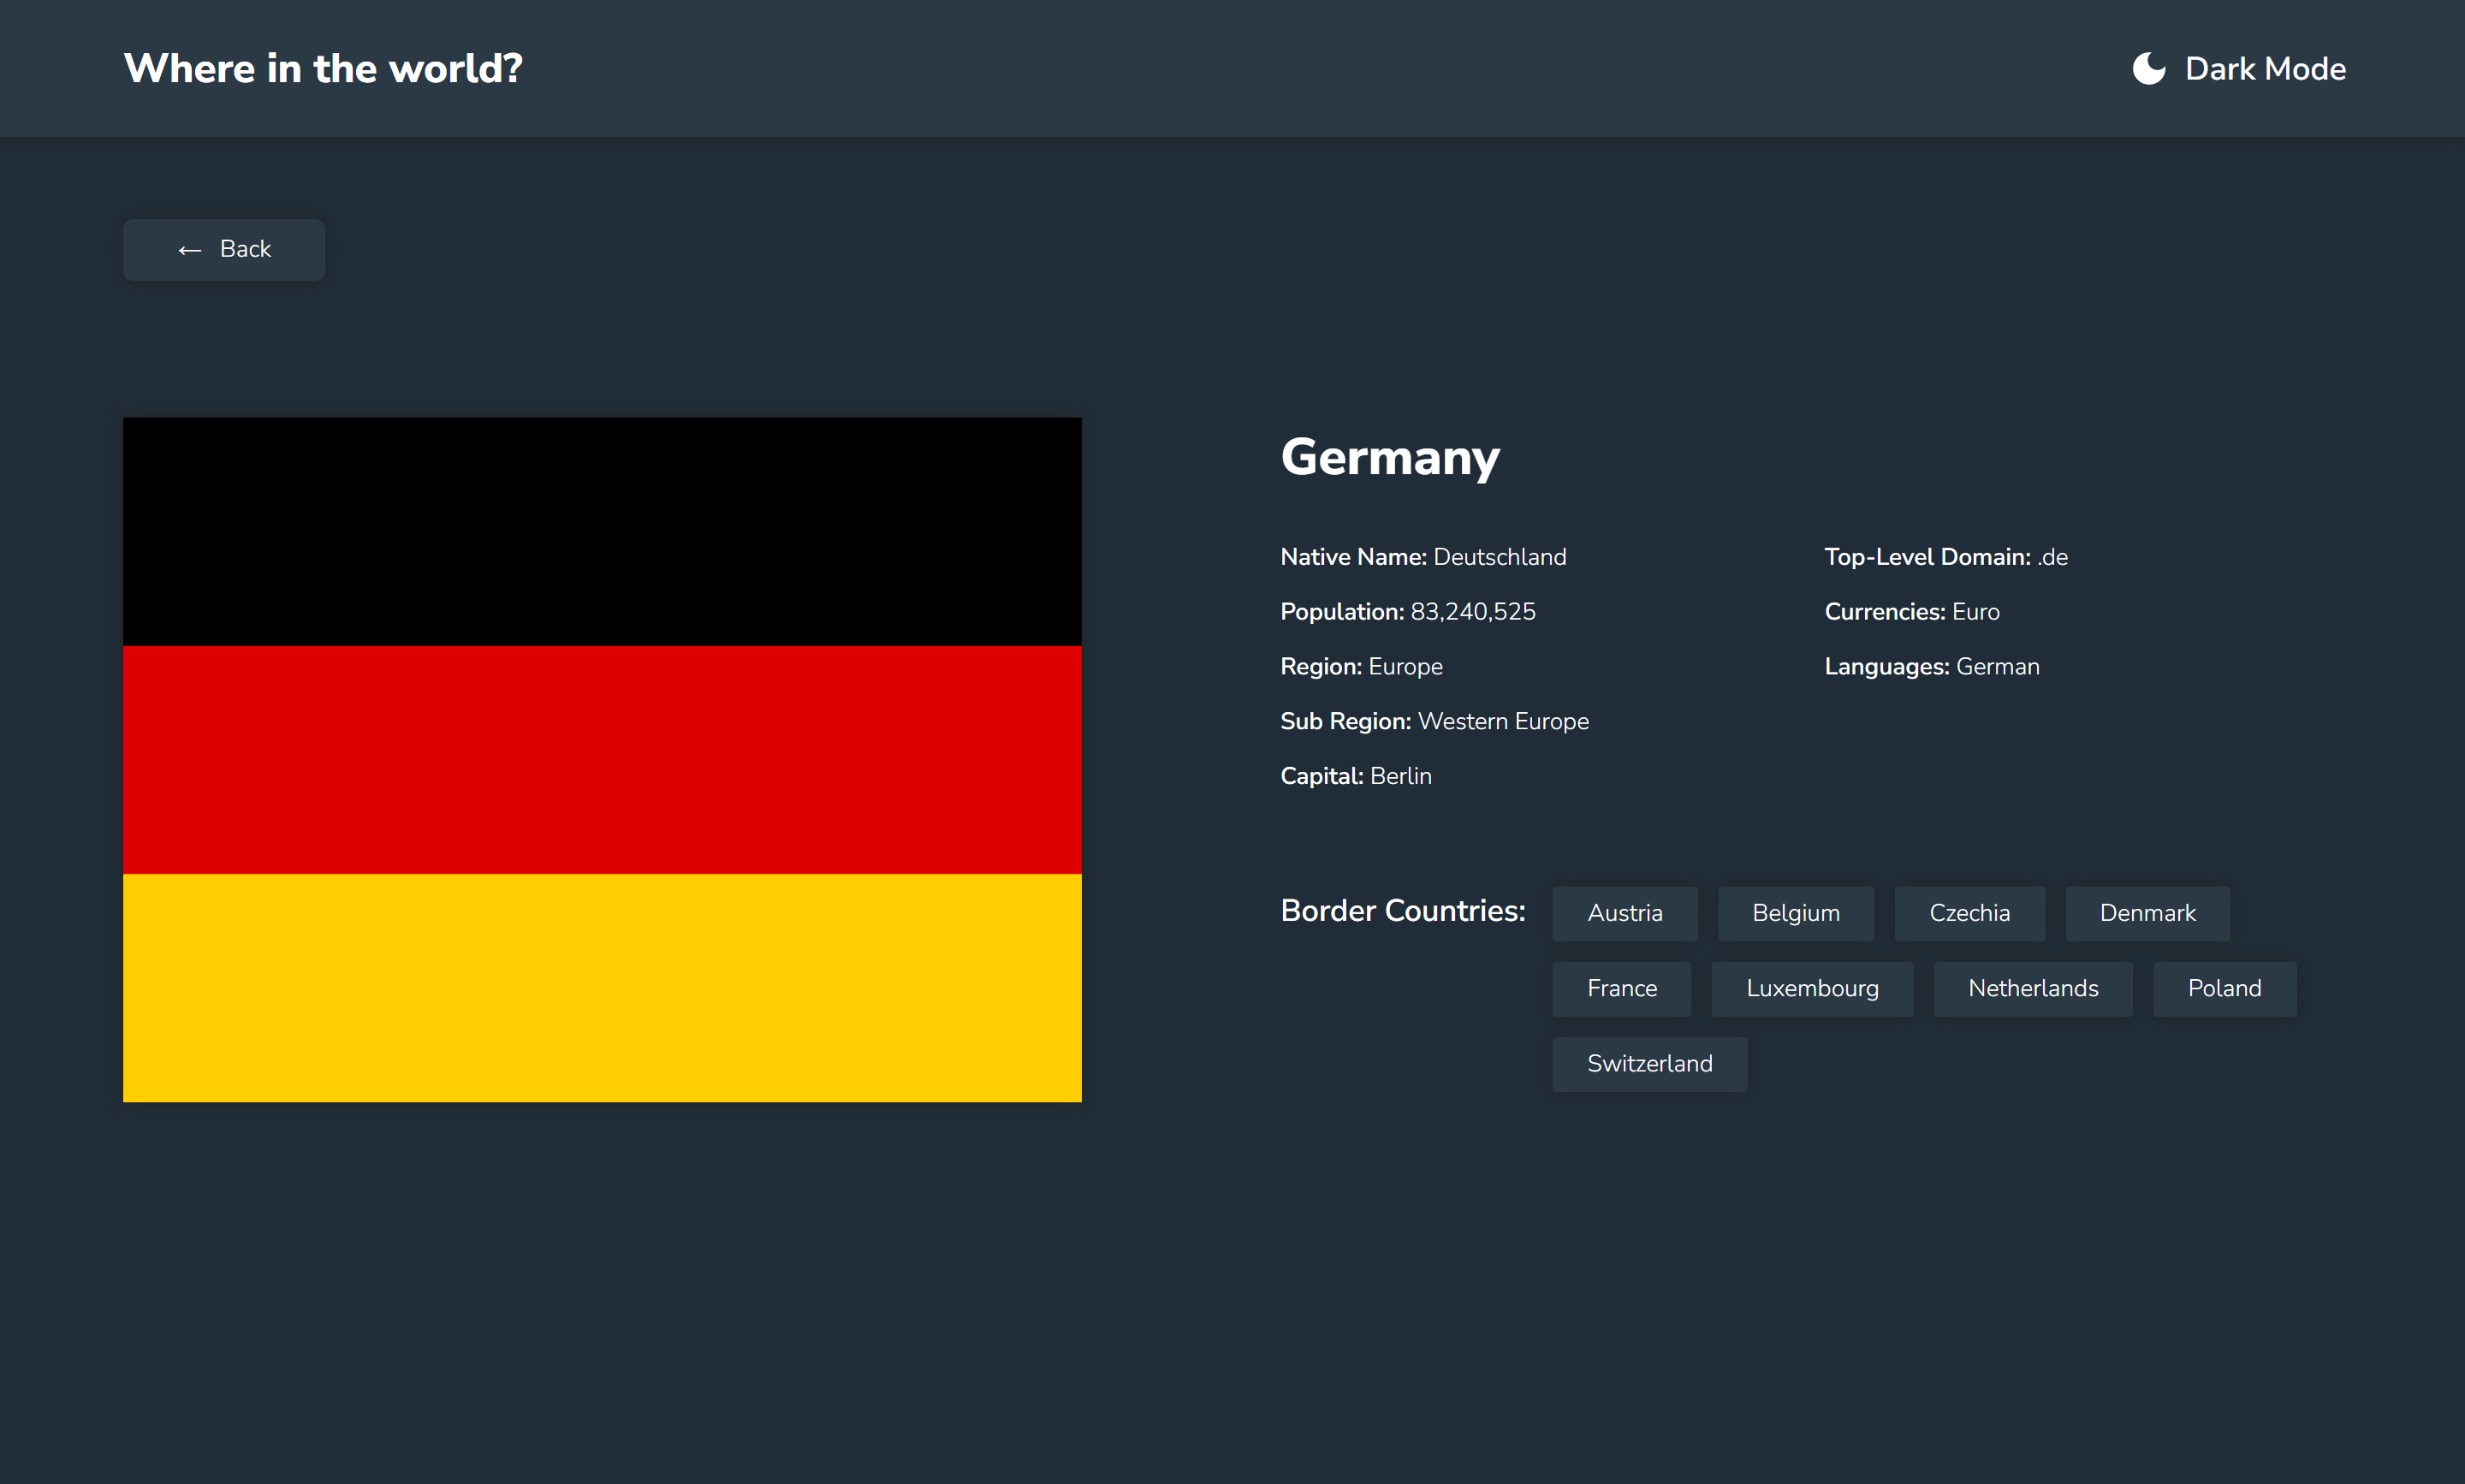 Where in the world?
Dark Mode
← Back
Germany
Native Name: Deutschland
Population: 83,240,525
Region: Europe
Sub Region: Western Europe
Capital: Berlin
Top-Level Domain: .de
Currencies: Euro
Languages: German
Border Countries:
Austria
Belgium
Czechia
Denmark
France
Luxembourg
Netherlands
Poland
Switzerland